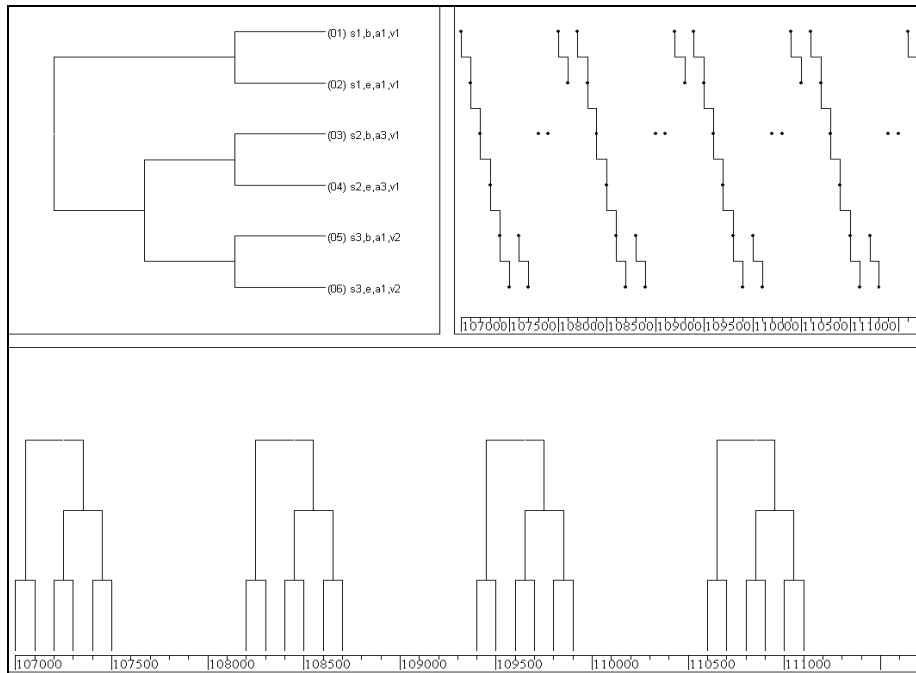 (01) s1,b,a1,v1
(02) s1,e,a1,v1
(03) s2,b,a3,v1
(04) s2,e,a3,v1
(05) s3,b,a1,v2
(06) s3,e,a1,v2
107000 107500 108000 108500 109000 109500 110000 110500 111000
107000 107500 108000 108500 109000 109500 110000 110500 111000